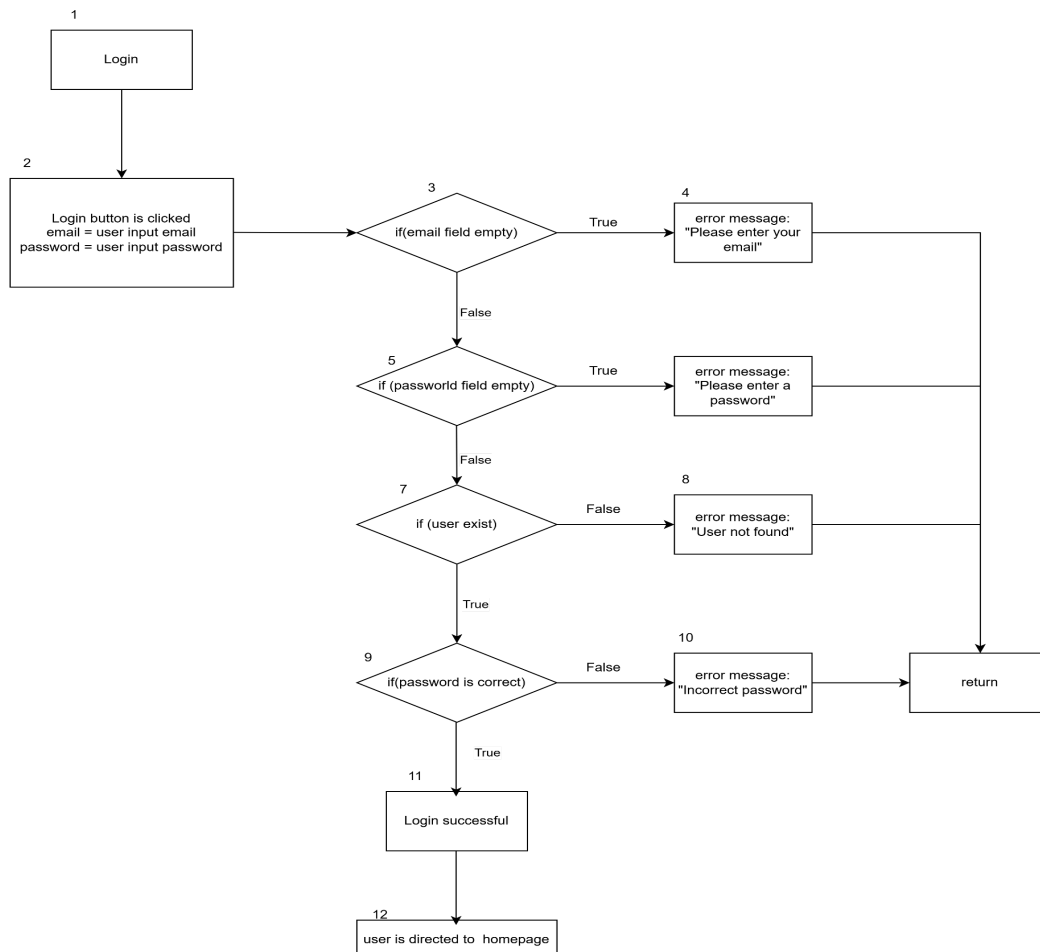 1
Login
2
Login button is clicked
email = user input email
password = user input password
3
if(email field empty)
True
4
error message:
"Please enter your
email"
False
5
if (passworld field empty)
True
error message:
"Please enter a
password"
False
7
if (user exist)
False
8
error message:
"User not found"
True
9
if(password is correct)
False
10
error message:
"Incorrect password"
return
True
11
Login successful
12
user is directed to homepage